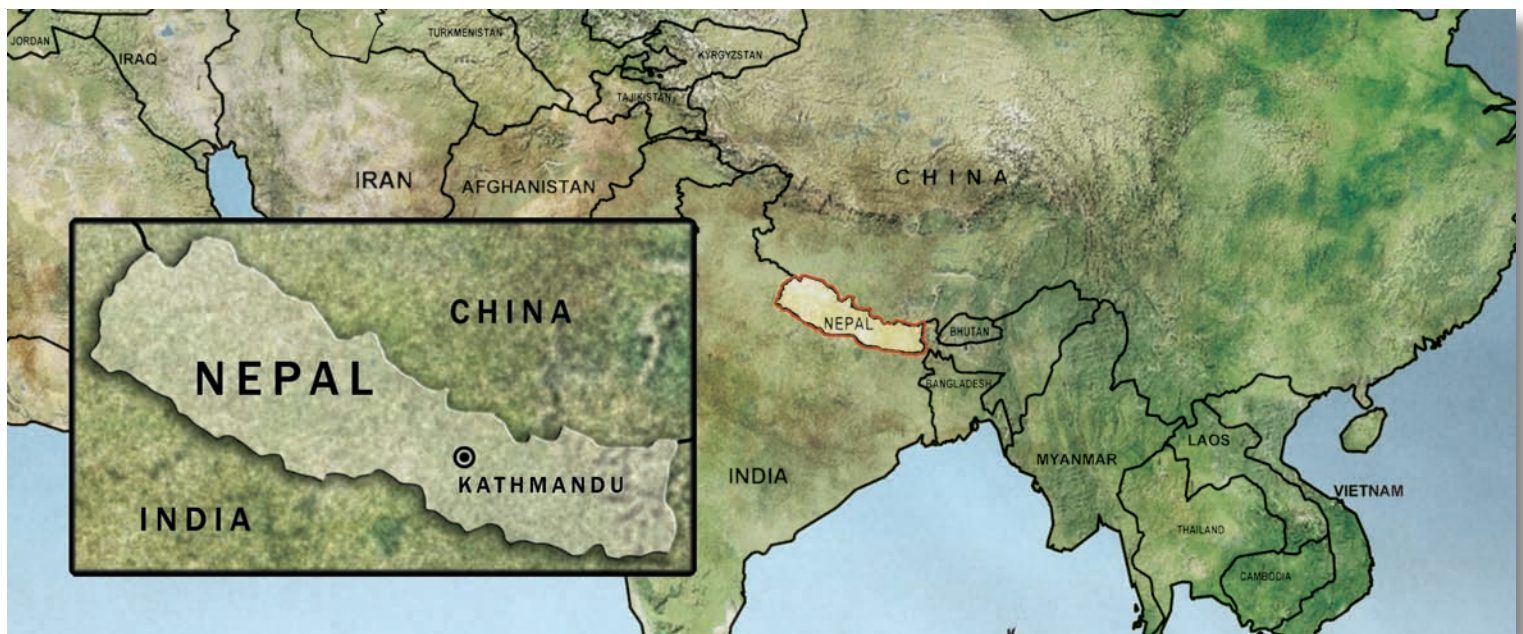 JORDAN
IRAQ
TURKMENISTAN
KYRGYZSTAN
TAJIKISTAN
IRAN
AFGHANISTAN
CHINA
NEPAL
BHUTAN
BANGLADESH
INDIA
MYANMAR
LAOS
VIETNAM
THAILAND
CAMBODIA
CHINA
NEPAL
KATHMANDU
INDIA